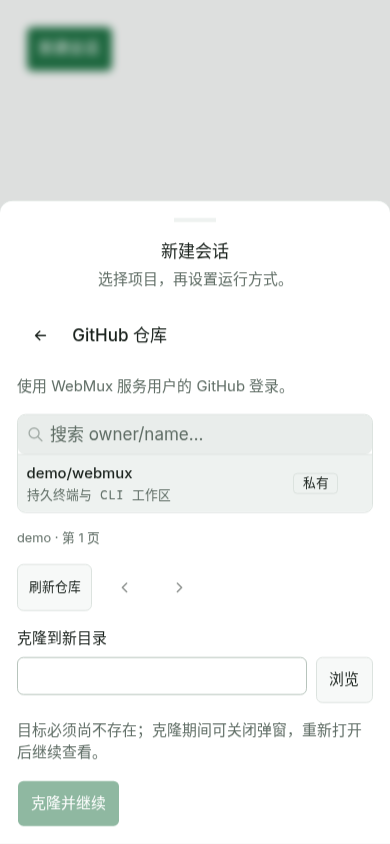 新建会话
选择项目，再设置运行方式。
GitHub 仓库
使用 WebMux 服务用户的 GitHub 登录。
搜索 owner/name...
demo/webmux
持久终端与 CLI 工作区
私有
demo · 第 1 页
刷新仓库
克隆到新目录
浏览
目标必须尚不存在；克隆期间可关闭弹窗，重新打开
后继续查看。
克隆并继续